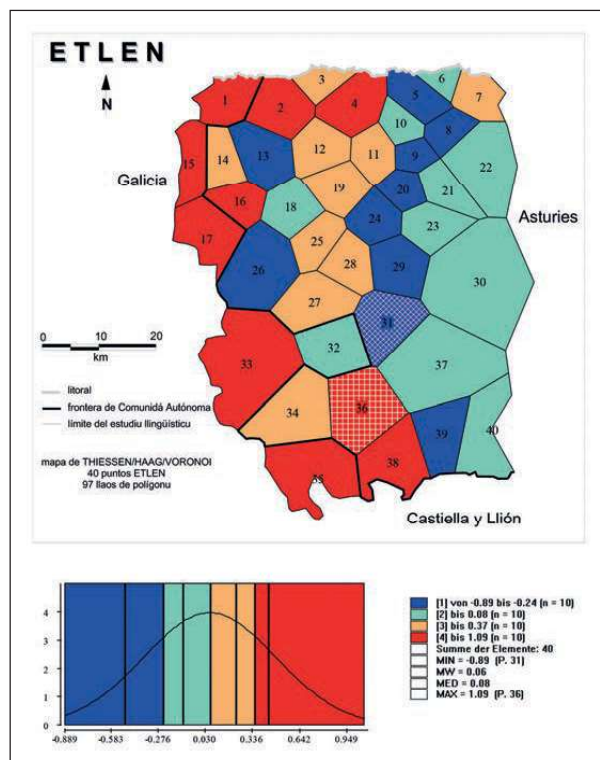 ETLEN
N
3
6
1
2
4
5
7
10
8
12
11
9
14
13
15
22
Galicia
19
20
21
16
18
24
23
Asturies
17
25
26
28
29
30
27
31
32
33
37
34
36
39
40
35
38
0 10 20
km
litoral
frontera de Comunidá Autónoma
límite del estudiu llingüísticu
mapa de THIESSEN/HAAG/VORONOI
40 puntos ETLEN
97 llaos de polígonu
Castiella y Llión
4
3
2
1
0
-0.889 -0.583 -0.276 0.030 0.336 0.642 0.949
[1] von -0.89 bis -0.24 (n = 10)
[2] bis 0.08 (n = 10)
[3] bis 0.37 (n = 10)
[4] bis 1.09 (n = 10)
Summe der Elemente: 40
MIN = -0.89 (P. 31)
MW = 0.06
MED = 0.08
MAX = 1.09 (P. 36)